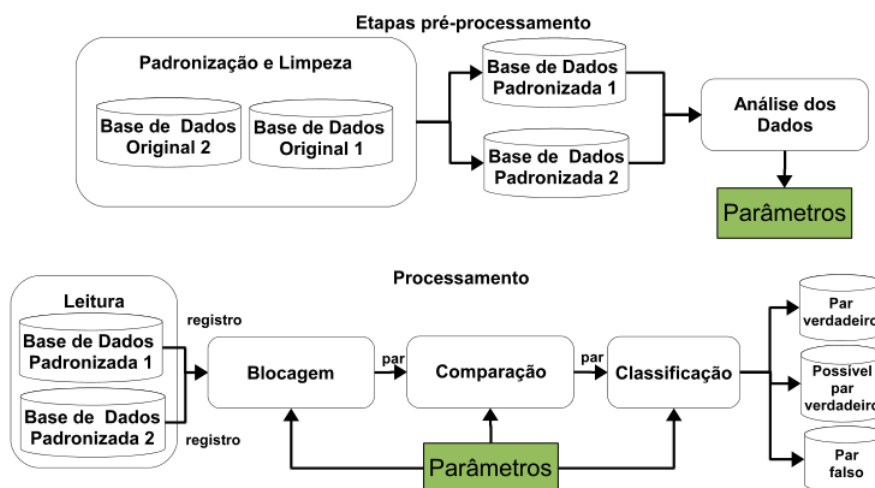 Etapas pré-processamento
Padronização e Limpeza
Base de Dados
Original 2
Base de Dados
Original 1
Base de Dados
Padronizada 1
Base de Dados
Padronizada 2
Análise dos
Dados
Parâmetros
Processamento
Leitura
Base de Dados
Padronizada 1
Base de Dados
Padronizada 2
registro
registro
Blocagem
par
Comparação
par
Classificação
Par
verdadeiro
Possível
par
verdadeiro
Par
falso
Parâmetros